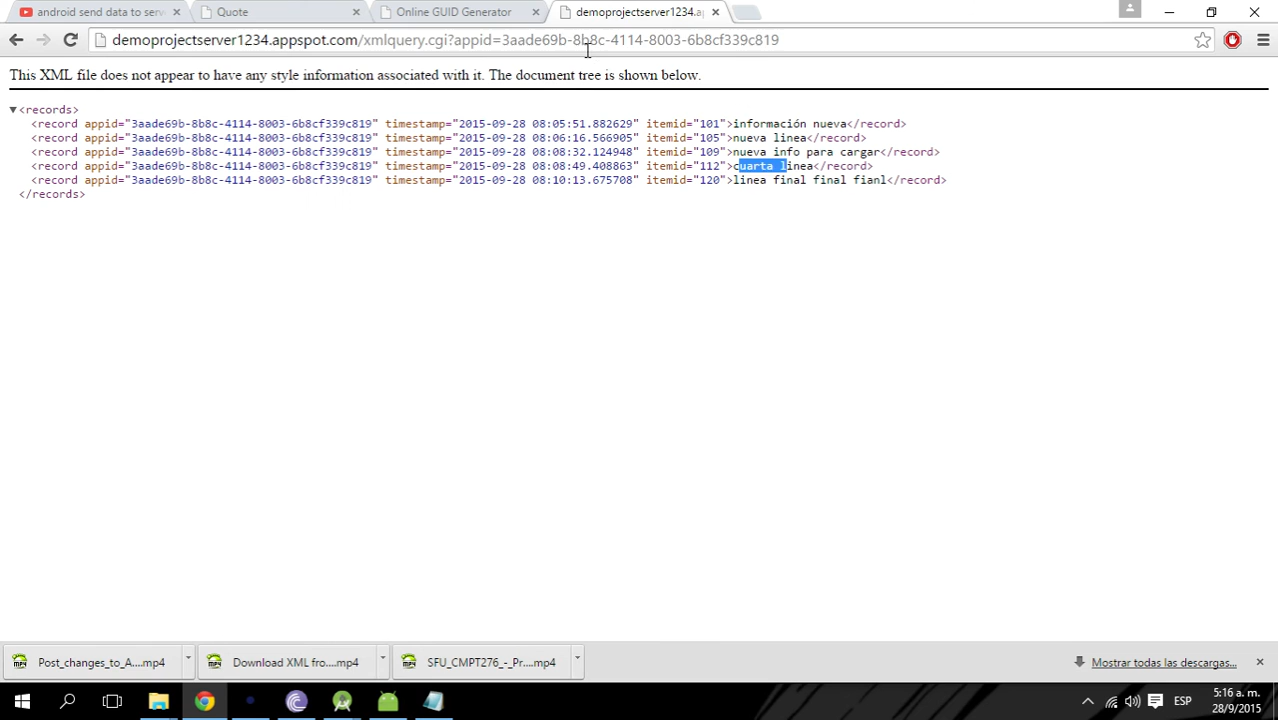 android send data to serv
Quote
Online GUID Generator
demoprojectserver1234.ap
demoprojectserver1234.appspot.com/xmlquery.cgi?appid=3aade69b-8b8c-4114-8003-6b8cf339c819
This XML file does not appear to have any style information associated with it. The document tree is shown below.
▼<records>
<record appid="3aade69b-8b8c-4114-8003-6b8cf339c819" timestamp="2015-09-28 08:05:51.882629" itemid="101">información nueva</record>
<record appid="3aade69b-8b8c-4114-8003-6b8cf339c819" timestamp="2015-09-28 08:06:16.566905" itemid="105">nueva linea</record>
<record appid="3aade69b-8b8c-4114-8003-6b8cf339c819" timestamp="2015-09-28 08:08:32.124948" itemid="109">nueva info para cargar</record>
<record appid="3aade69b-8b8c-4114-8003-6b8cf339c819" timestamp="2015-09-28 08:08:49.408863" itemid="112">cuarta linea</record>
<record appid="3aade69b-8b8c-4114-8003-6b8cf339c819" timestamp="2015-09-28 08:10:13.675708" itemid="120">linea final final fianl</record>
</records>
Post_changes_to_A....mp4
Download XML fro....mp4
SFU_CMPT276_-_Pr....mp4
Mostrar todas las descargas...
ESP
5:16 a. m.
28/9/2015